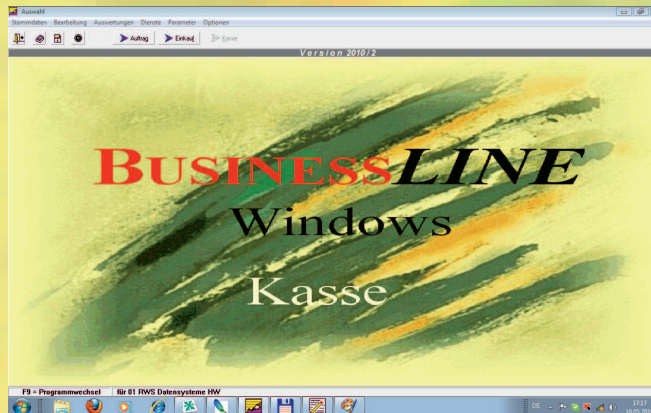 Auswahl
Stammdaten Bearbeitung Auswertungen Dienste Parameter Optionen
Auftrag Einkauf Kasse
Version 2010/2
BUSINESSLINE
Windows
Kasse
F9 = Programmwechsel für 01 RWS Datensysteme HW
DE 17:17